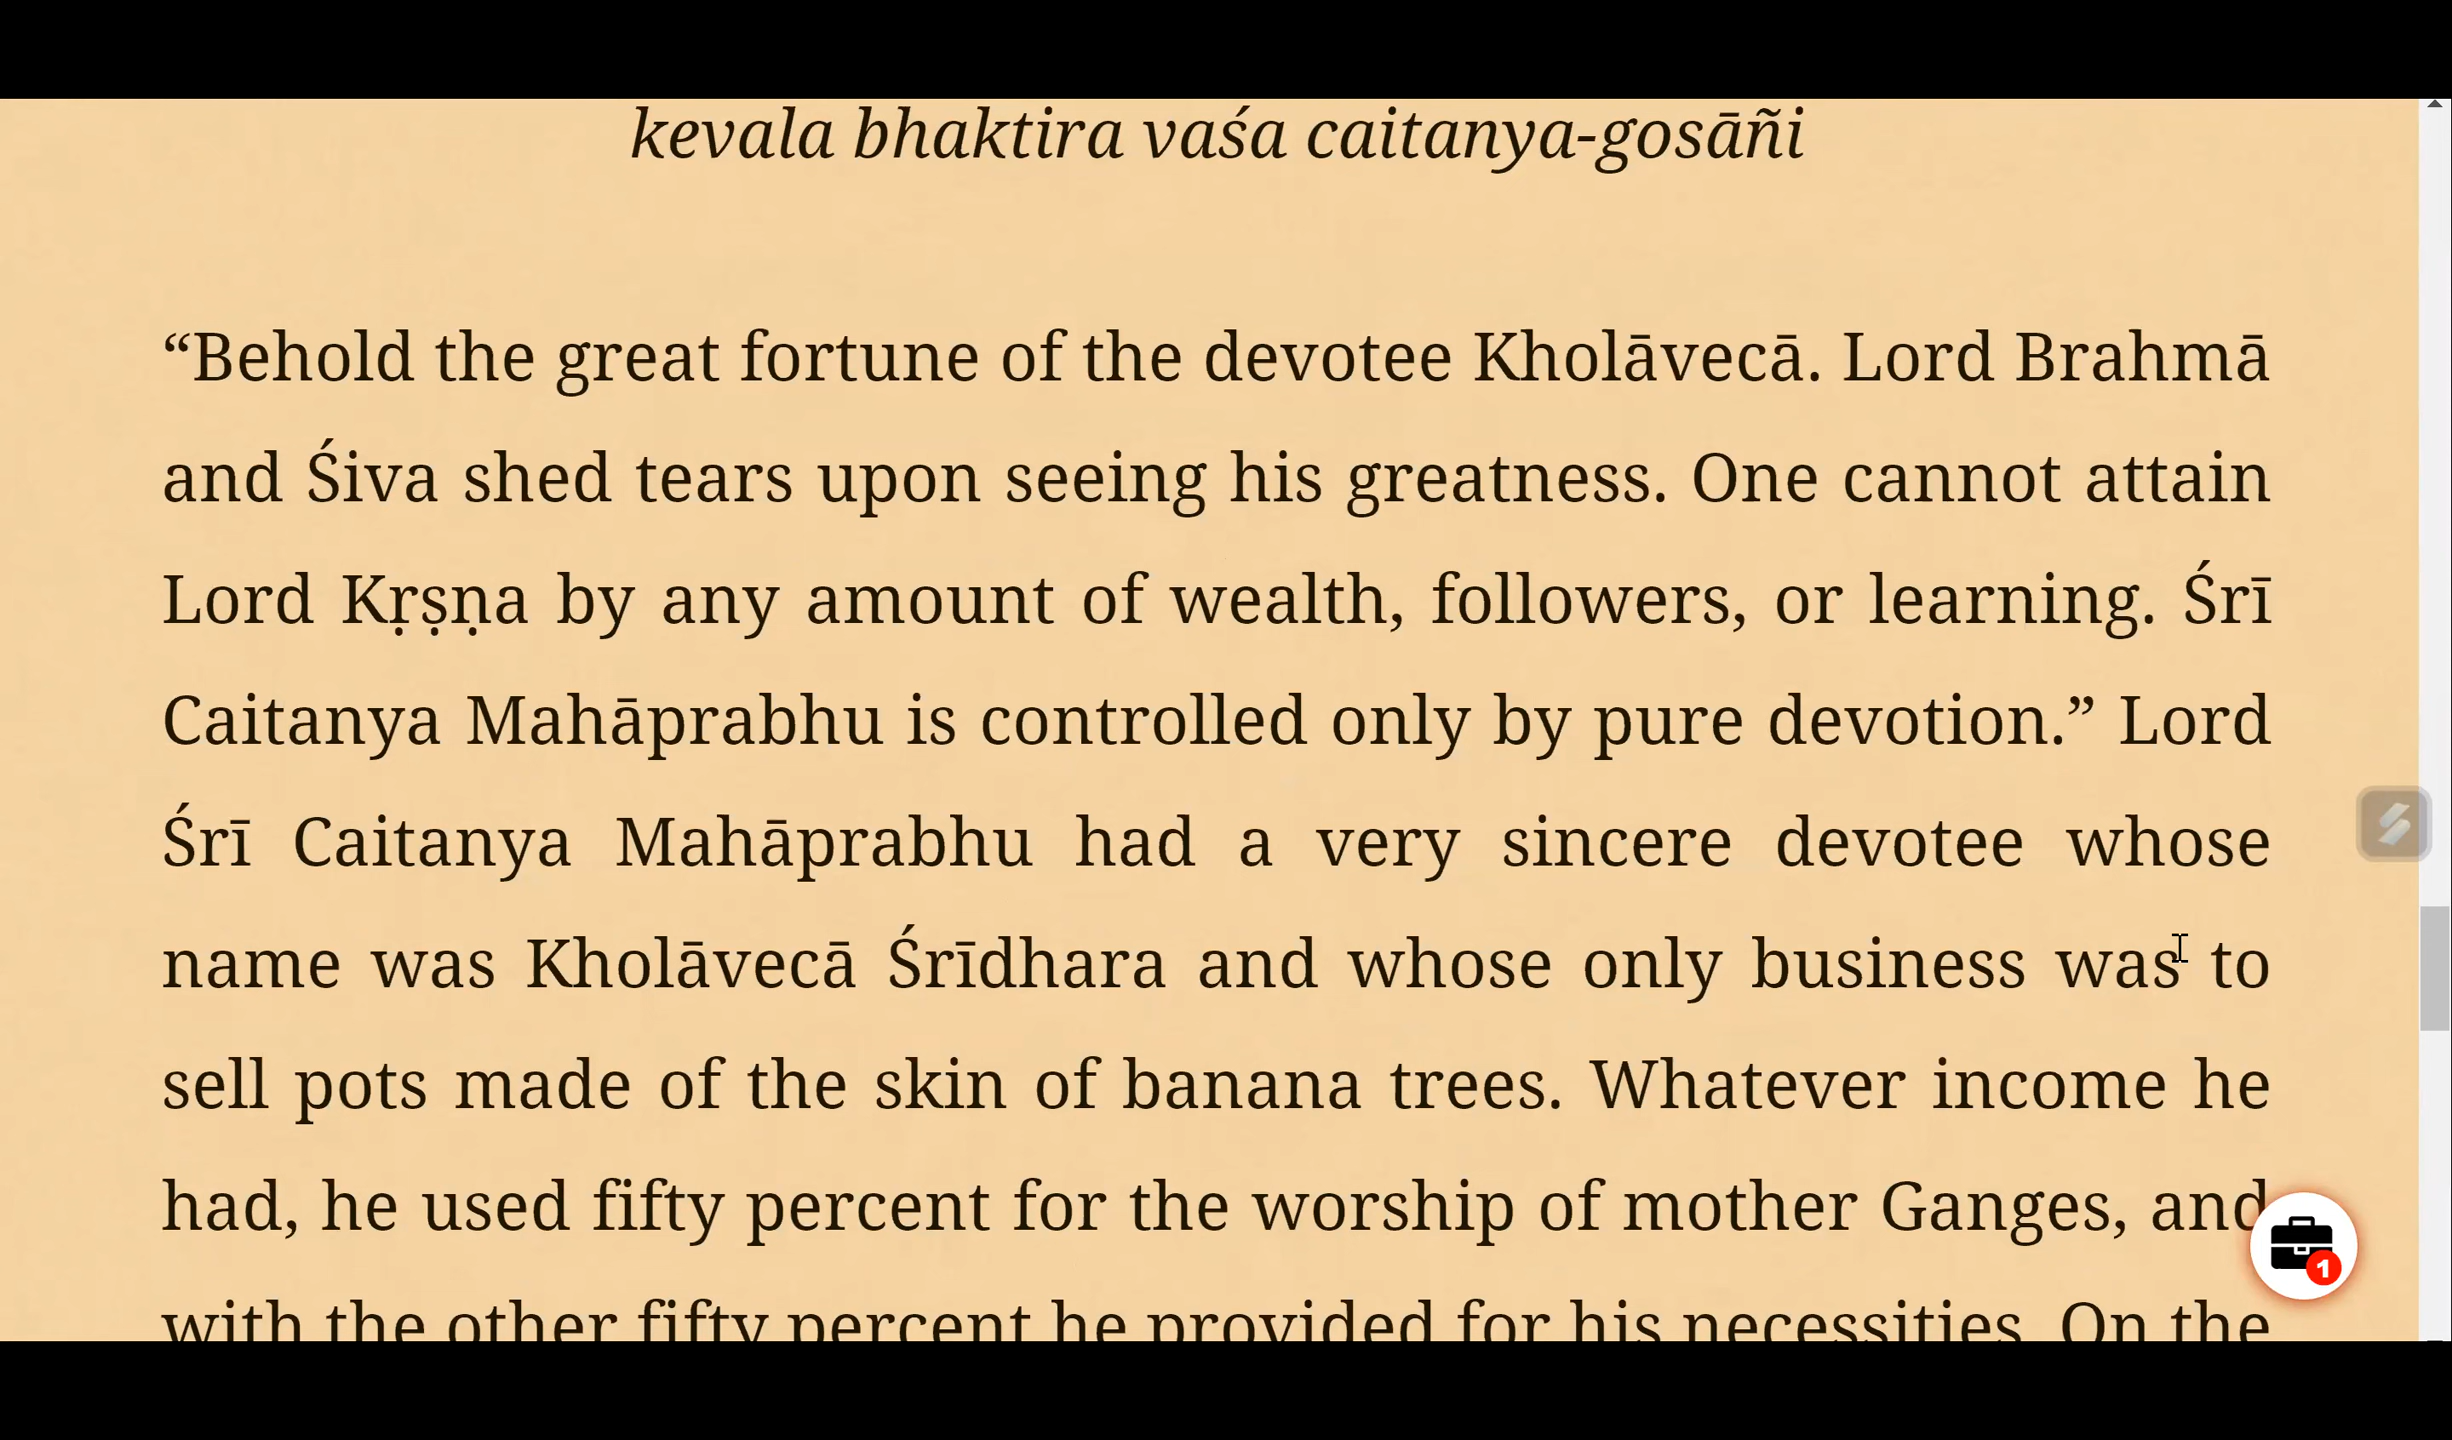 kevala bhaktira vaśa caitanya-gosāñi
“Behold the great fortune of the devotee Kholāvecā. Lord Brahmā
and Śiva shed tears upon seeing his greatness. One cannot attain
Lord Kṛṣṇa by any amount of wealth, followers, or learning. Śrī
Caitanya Mahāprabhu is controlled only by pure devotion.” Lord
Śrī Caitanya Mahāprabhu had a very sincere devotee whose
name was Kholāvecā Śrīdhara and whose only business was to
sell pots made of the skin of banana trees. Whatever income he
had, he used fifty percent for the worship of mother Ganges, and
with the other fifty percent he provided for his necessities. On the
1